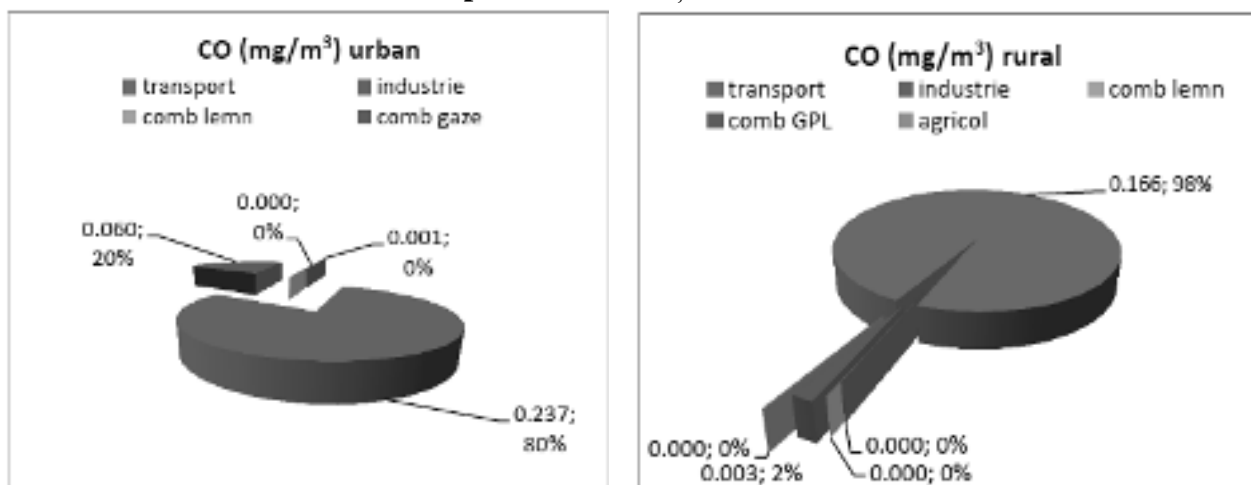 CO (mg/m³) urban
transport industrie
comb lemn comb gaze
0.000;
0%
0.060;
20%
0.001;
0%
0.237;
80%
CO (mg/m³) rural
transport industrie comb lemn
comb GPL agricol
0.166; 98%
0.000; 0%
0.003; 2%
0.000; 0%
0.000; 0%